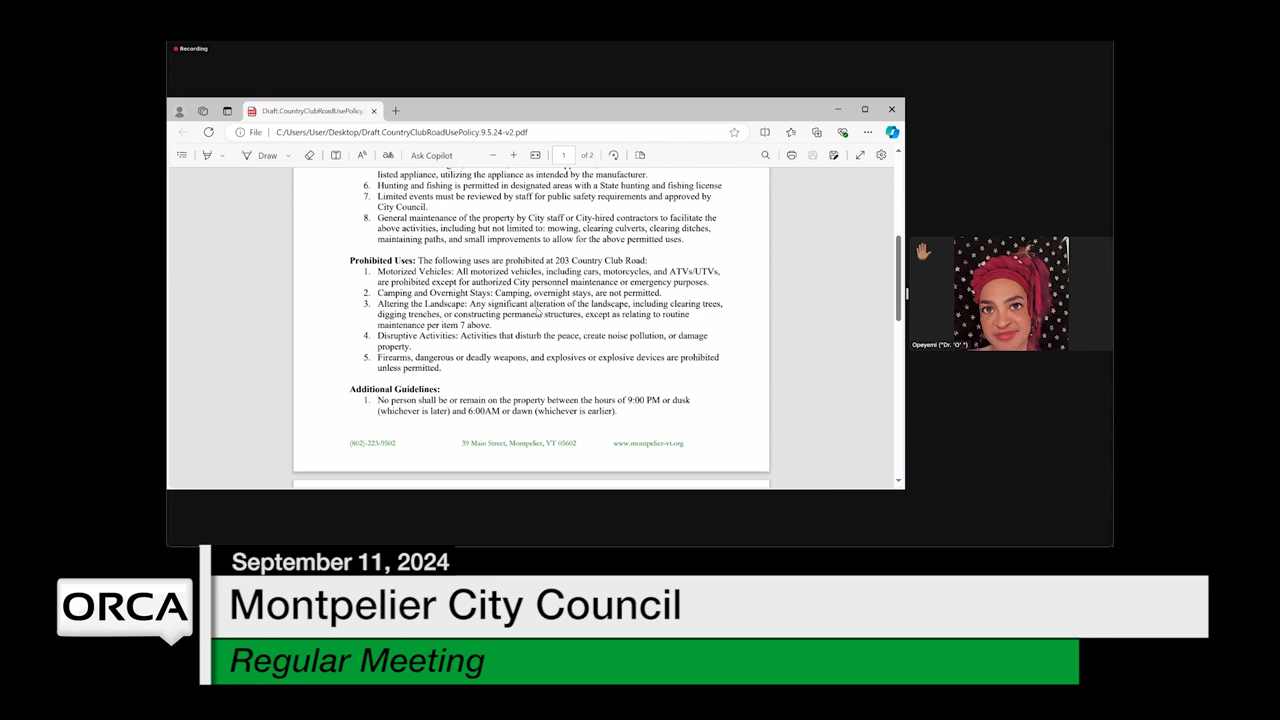 Recording
Draft.CountryClubRoadUsePolicy
File
C:/Users/User/Desktop/Draft.CountryClubRoadUsePolicy.9.5.24-v2.pdf
Draw
Ask Copilot
1
of 2
listed appliance, utilizing the appliance as intended by the manufacturer.
6. Hunting and fishing is permitted in designated areas with a State hunting and fishing license
7. Limited events must be reviewed by staff for public safety requirements and approved by
City Council.
8. General maintenance of the property by City staff or City-hired contractors to facilitate the
above activities, including but not limited to: mowing, clearing culverts, clearing ditches,
maintaining paths, and small improvements to allow for the above permitted uses.
Prohibited Uses: The following uses are prohibited at 203 Country Club Road:
1. Motorized Vehicles: All motorized vehicles, including cars, motorcycles, and ATVs/UTVs,
are prohibited except for authorized City personnel maintenance or emergency purposes.
2. Camping and Overnight Stays: Camping, overnight stays, are not permitted.
3. Altering the Landscape: Any significant alteration of the landscape, including clearing trees,
digging trenches, or constructing permanent structures, except as relating to routine
maintenance per item 7 above.
4. Disruptive Activities: Activities that disturb the peace, create noise pollution, or damage
property.
5. Firearms, dangerous or deadly weapons, and explosives or explosive devices are prohibited
unless permitted.
Additional Guidelines:
1. No person shall be or remain on the property between the hours of 9:00 PM or dusk
(whichever is later) and 6:00AM or dawn (whichever is earlier).
(802)-223-9502 39 Main Street, Montpelier, VT 05602 www.montpelier-vt.org
Opeyemi ("Dr. 'O' ")
September 11, 2024
ORCA
Montpelier City Council
Regular Meeting